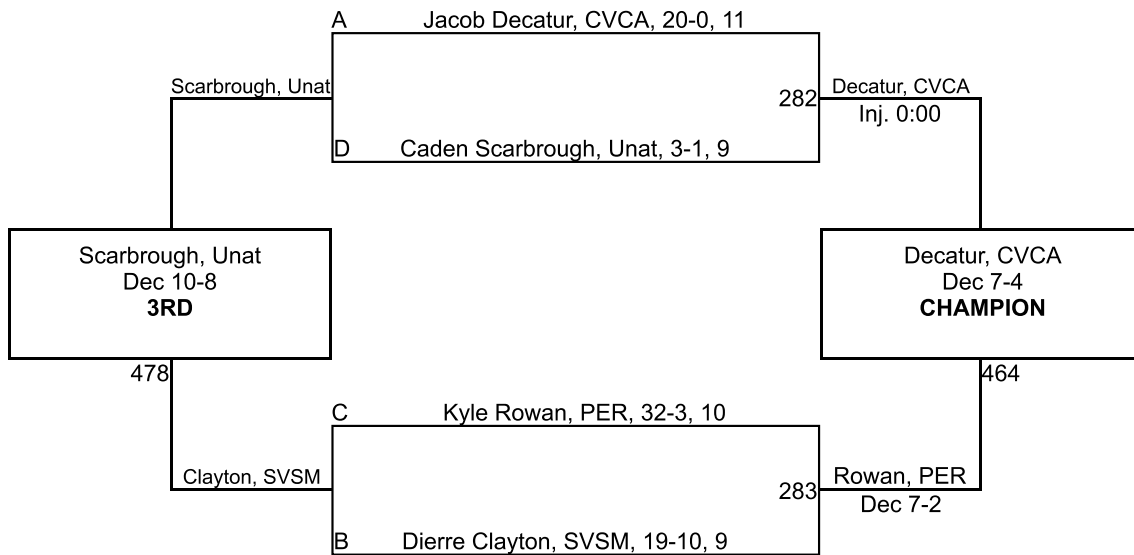 A Jacob Decatur, CVCA, 20-0, 11
Scarbrough, Unat
282
Decatur, CVCA
Inj. 0:00
D Caden Scarbrough, Unat, 3-1, 9
Scarbrough, Unat
Dec 10-8
3RD
Decatur, CVCA
Dec 7-4
CHAMPION
478
464
C Kyle Rowan, PER, 32-3, 10
Clayton, SVSM
283
Rowan, PER
Dec 7-2
B Dierre Clayton, SVSM, 19-10, 9